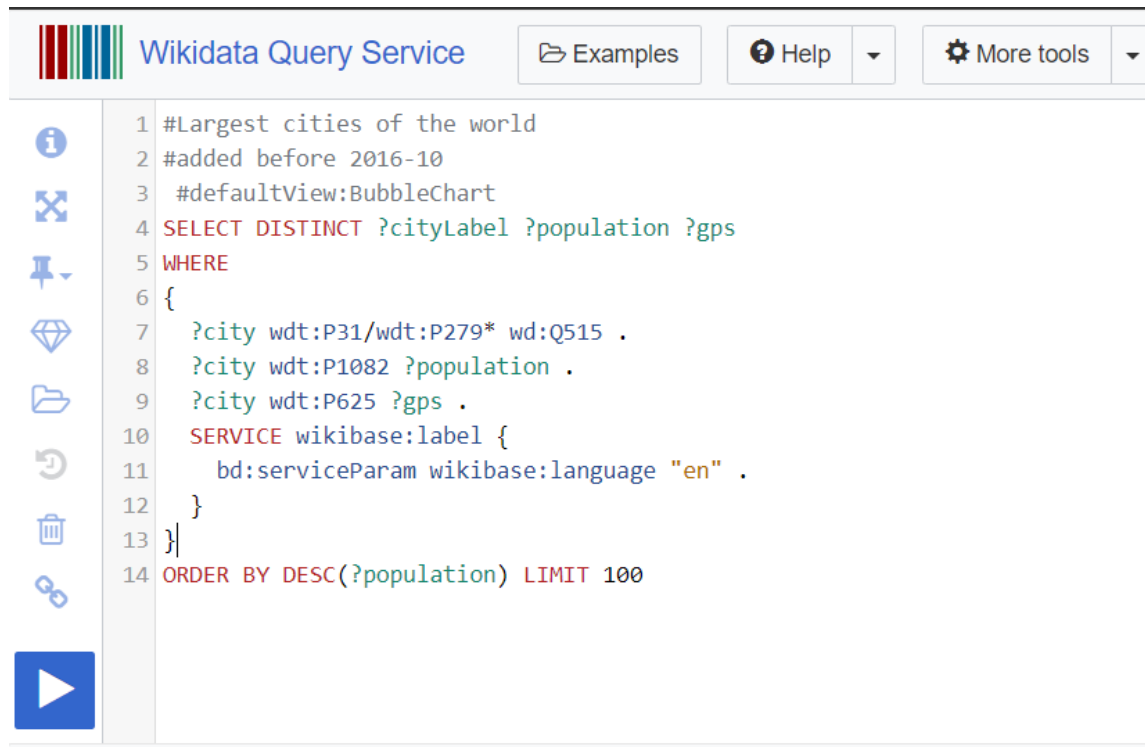 Wikidata Query Service Examples Help More tools
1 #Largest cities of the world
2 #added before 2016-10
3 #defaultView:BubbleChart
4 SELECT DISTINCT ?cityLabel ?population ?gps
5 WHERE
6 {
7 ?city wdt:P31/wdt:P279* wd:Q515 .
8 ?city wdt:P1082 ?population .
9 ?city wdt:P625 ?gps .
10 SERVICE wikibase:label {
11 bd:serviceParam wikibase:language "en" .
12 }
13 }
14 ORDER BY DESC(?population) LIMIT 100